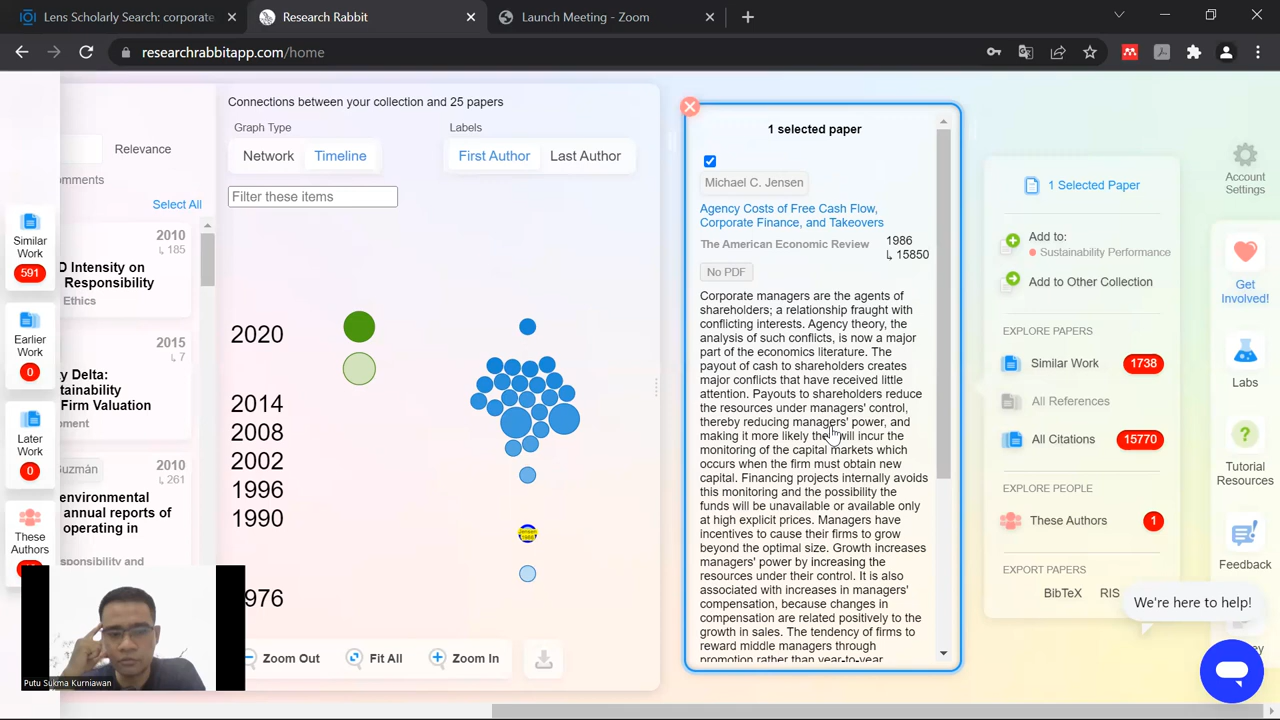 Lens Scholarly Search: corporate
Research Rabbit
Launch Meeting - Zoom
researchrabbitapp.com/home
Relevance
omments
Select All
2010
185
D Intensity on
Responsibility
Ethics
2015
7
y Delta:
stainability
Firm Valuation
pment
Guzmán
2010
261
environmental
annual reports of
operating in
sponsibility and
Similar
Work
591
Earlier
Work
0
Later
Work
0
These
Authors
Connections between your collection and 25 papers
Graph Type
Labels
Network
Timeline
First Author
Last Author
Filter these items
2020
2014
2008
2002
1996
1990
976
Jensen
1986
Zoom Out
Fit All
Zoom In
Putu Sukma Kurniawan
1 selected paper
Michael C. Jensen
Agency Costs of Free Cash Flow,
Corporate Finance, and Takeovers
The American Economic Review
1986
15850
No PDF
Corporate managers are the agents of
shareholders; a relationship fraught with
conflicting interests. Agency theory, the
analysis of such conflicts, is now a major
part of the economics literature. The
payout of cash to shareholders creates
major conflicts that have received little
attention. Payouts to shareholders reduce
the resources under managers' control,
thereby reducing managers' power, and
making it more likely they will incur the
monitoring of the capital markets which
occurs when the firm must obtain new
capital. Financing projects internally avoids
this monitoring and the possibility the
funds will be unavailable or available only
at high explicit prices. Managers have
incentives to cause their firms to grow
beyond the optimal size. Growth increases
managers' power by increasing the
resources under their control. It is also
associated with increases in managers'
compensation, because changes in
compensation are related positively to the
growth in sales. The tendency of firms to
reward middle managers through
promotion rather than year-to-year
1 Selected Paper
Add to:
Sustainability Performance
Add to Other Collection
EXPLORE PAPERS
Similar Work
1738
All References
All Citations
15770
EXPLORE PEOPLE
These Authors
1
EXPORT PAPERS
BibTeX
RIS
Account
Settings
Get
Involved!
Labs
Tutorial
Resources
Feedback
We're here to help!